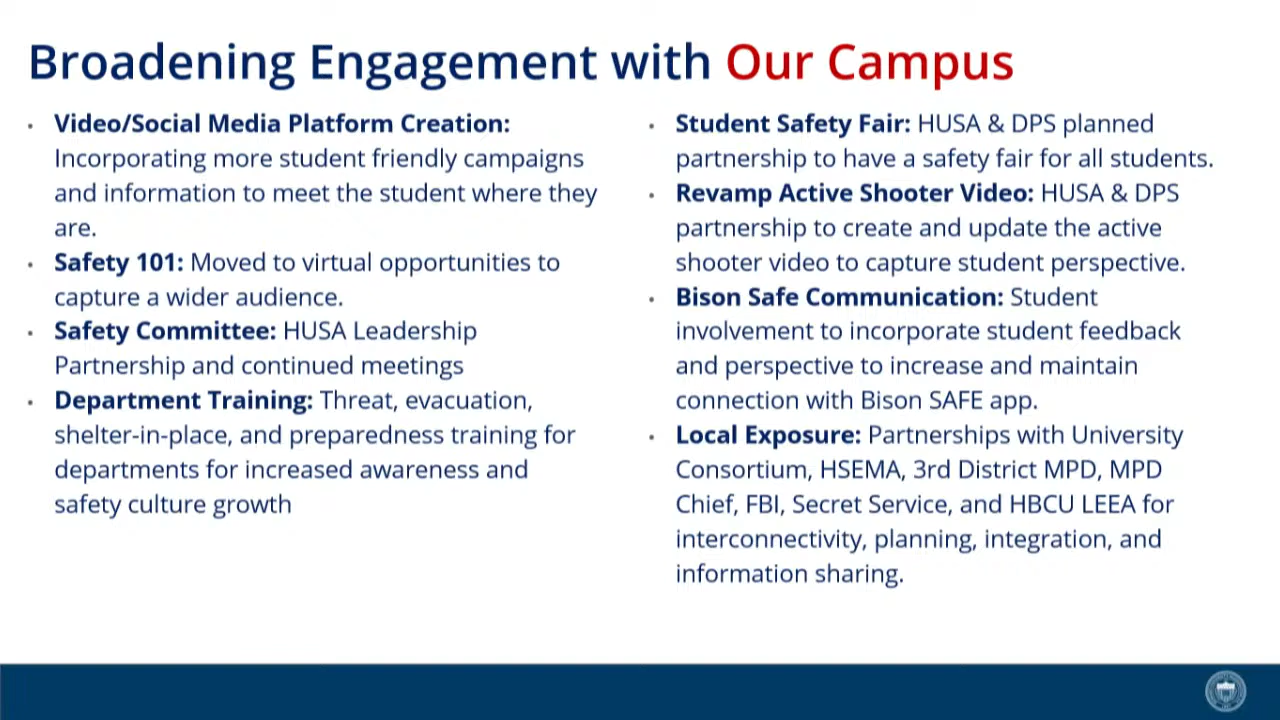 Broadening Engagement with Our Campus
Video/Social Media Platform Creation:
Incorporating more student friendly campaigns
and information to meet the student where they
are.
Safety 101: Moved to virtual opportunities to
capture a wider audience.
Safety Committee: HUSA Leadership
Partnership and continued meetings
Department Training: Threat, evacuation,
shelter-in-place, and preparedness training for
departments for increased awareness and
safety culture growth
Student Safety Fair: HUSA & DPS planned
partnership to have a safety fair for all students.
Revamp Active Shooter Video: HUSA & DPS
partnership to create and update the active
shooter video to capture student perspective.
Bison Safe Communication: Student
involvement to incorporate student feedback
and perspective to increase and maintain
connection with Bison SAFE app.
Local Exposure: Partnerships with University
Consortium, HSEMA, 3rd District MPD, MPD
Chief, FBI, Secret Service, and HBCU LEEA for
interconnectivity, planning, integration, and
information sharing.